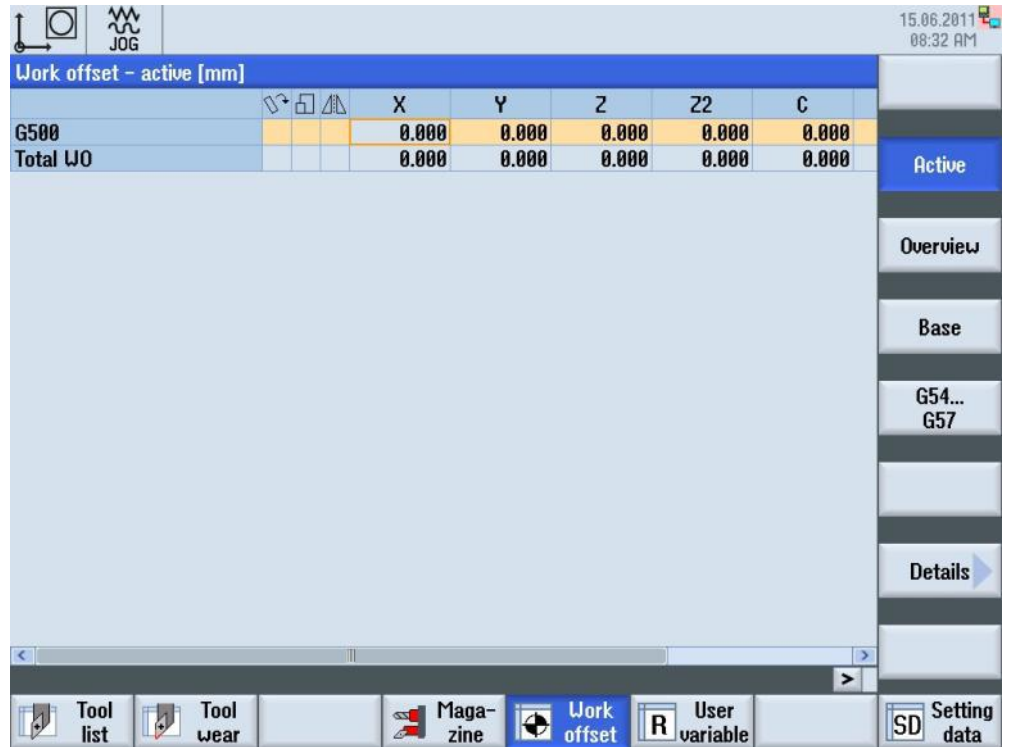 15.06.2011
08:32 AM
JOG
Work offset - active [mm]
X Y Z Z2 C
G500 0.000 0.000 0.000 0.000 0.000
Total WO 0.000 0.000 0.000 0.000 0.000
Active
Overview
Base
G54...
G57
Details
>
Tool
list
Tool
wear
Maga-
zine
Work
offset
R
User
variable
SD
Setting
data